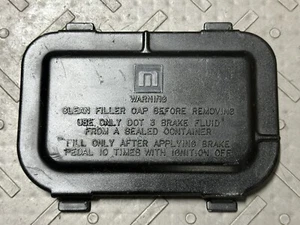 WARNING
CLEAN FILLER CAP BEFORE REMOVING
USE ONLY DOT 3 BRAKE FLUID
FROM A SEALED CONTAINER
FILL ONLY AFTER APPLYING BRAKE
PEDAL 10 TIMES WITH IGNITION OFF